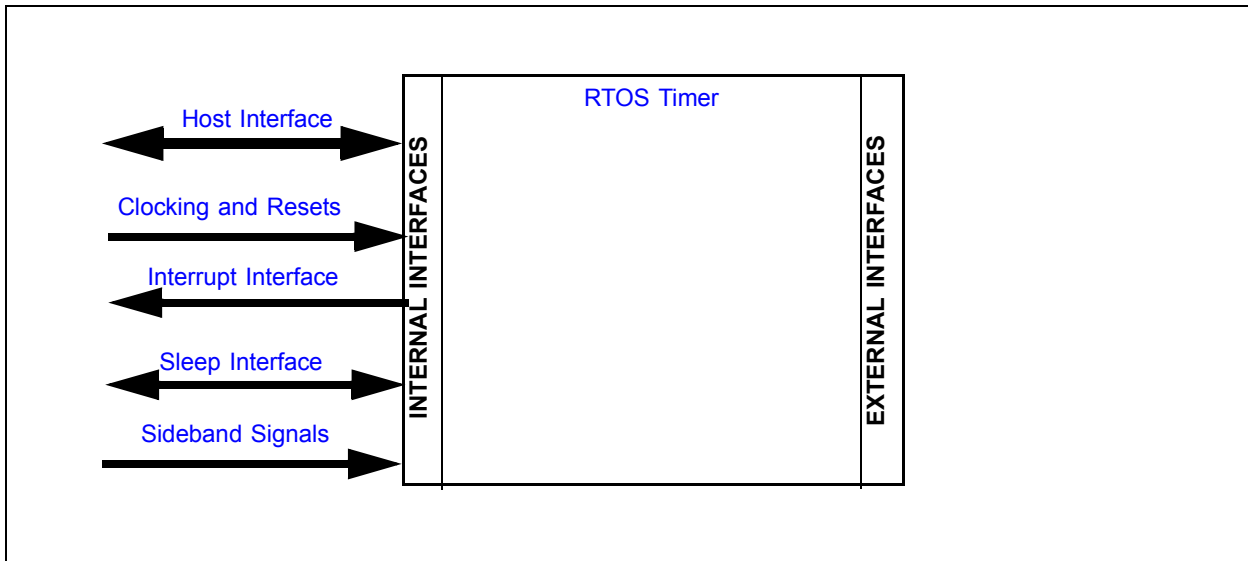 RTOS Timer
Host Interface
Clocking and Resets
Interrupt Interface
Sleep Interface
Sideband Signals
INTERNAL INTERFACES
EXTERNAL INTERFACES